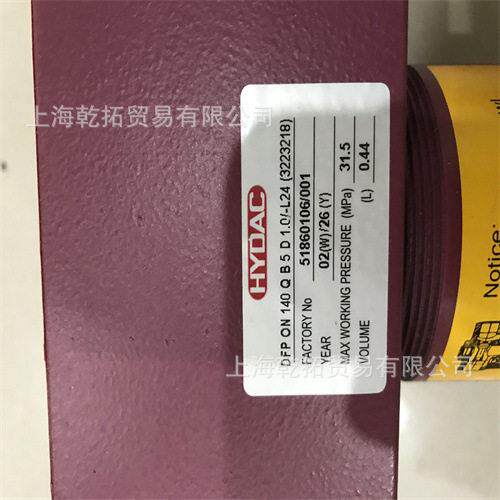 上海乾拓贸易有限公司
HYDAC
DFP ON 140 Q B 5 D 1.0/-L24 (3223218)
FACTORY No 51860106/001
YEAR 02(W)/26 (Y)
MAX WORKING PRESSURE (MPa) 31.5
VOLUME (L) 0.44
Notice:
上海乾拓贸易有限公司